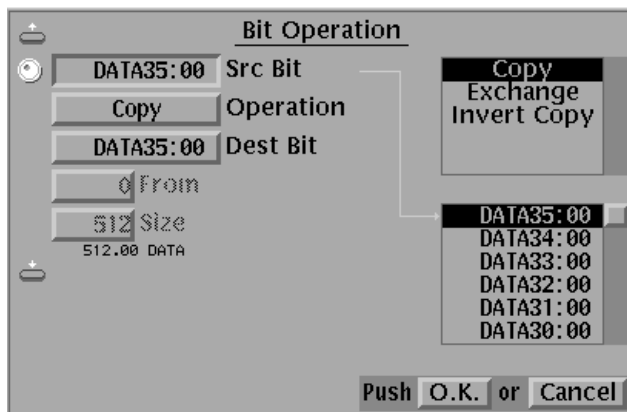 Bit Operation
DATA35:00 Src Bit
Copy Operation
DATA35:00 Dest Bit
0 From
512 Size
512.00 DATA
Copy
Exchange
Invert Copy
DATA35:00
DATA34:00
DATA33:00
DATA32:00
DATA31:00
DATA30:00
Push O.K. or Cancel